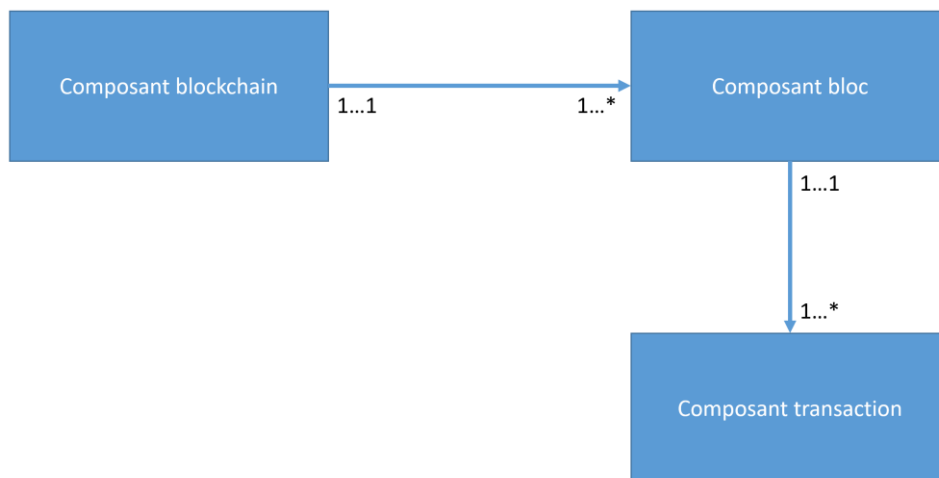 Composant blockchain
Composant bloc
1...1
1...*
1...1
1...*
Composant transaction